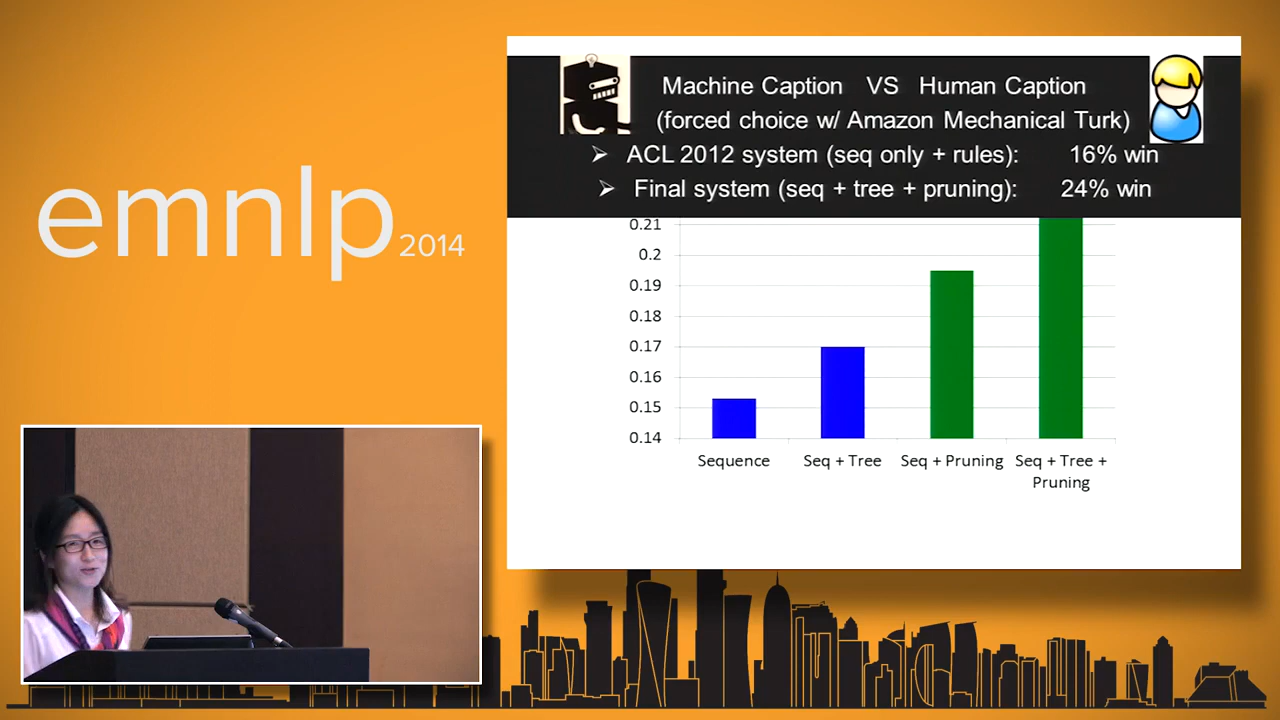 emnlp 2014
Machine Caption VS Human Caption
(forced choice w/ Amazon Mechanical Turk)
➢ ACL 2012 system (seq only + rules): 16% win
➢ Final system (seq + tree + pruning): 24% win
0.21
0.2
0.19
0.18
0.17
0.16
0.15
0.14
Sequence
Seq + Tree
Seq + Pruning
Seq + Tree +
Pruning